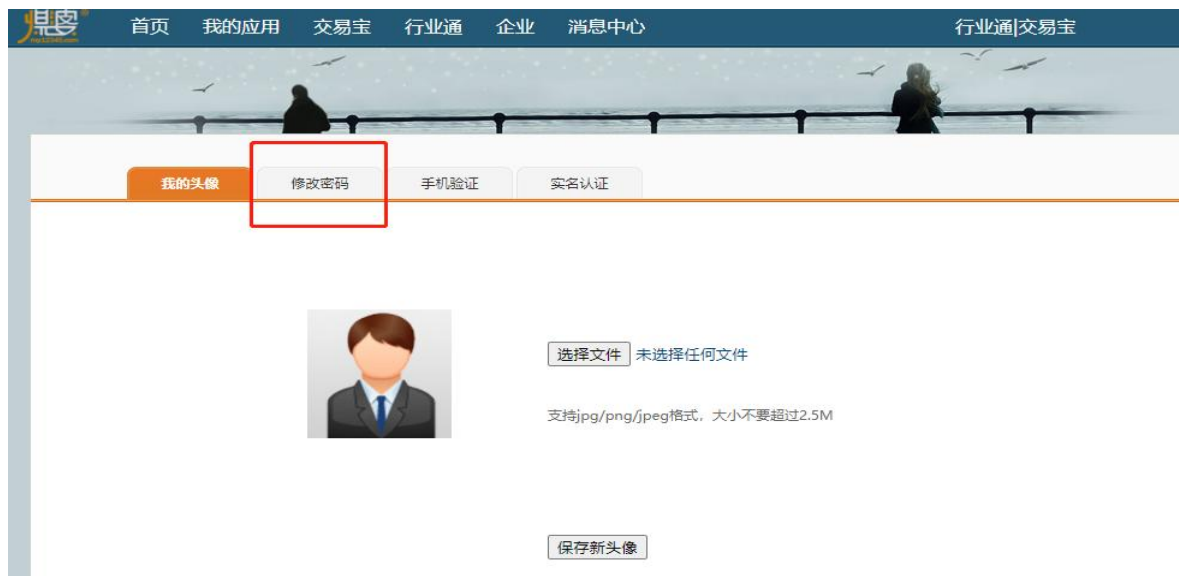 首页 我的应用 交易宝 行业通 企业 消息中心 行业通|交易宝
我的头像 修改密码 手机验证 实名认证
选择文件 未选择任何文件
支持jpg/png/jpeg格式，大小不要超过2.5M
保存新头像